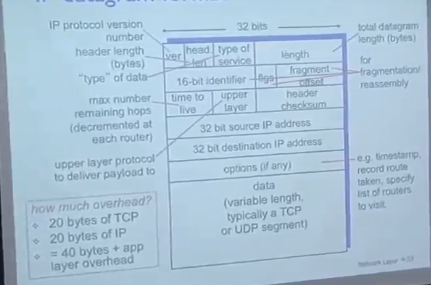 IP protocol version
number
header length
(bytes)
"type" of data
max number
remaining hops
(decremented at
each router)
upper layer protocol
to deliver payload to
how much overhead?
20 bytes of TCP
20 bytes of IP
= 40 bytes + app
layer overhead
32 bits
ver
head.
len
type of
service
length
16-bit identifier
flgs
fragment
offset
time to
live
upper
layer
header
checksum
32 bit source IP address
32 bit destination IP address
options (if any)
data
(variable length,
typically a TCP
or UDP segment)
total datagram
length (bytes)
for
fragmentation/
reassembly
e.g. timestamp,
record route
taken, specify
list of routers
to visit.
Network Layer